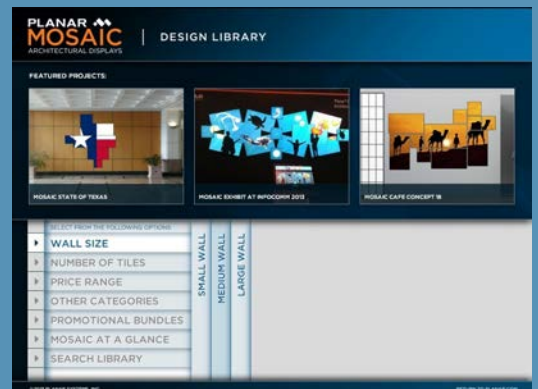 PLANAR
MOSAIC
ARCHITECTURAL DISPLAYS
DESIGN LIBRARY
FEATURED PROJECTS:
MOSAIC STATE OF TEXAS
MOSAIC EXHIBIT AT INFOCOMM 2013
MOSAIC CAFE CONCEPT 18
SELECT FROM THE FOLLOWING OPTIONS
WALL SIZE
NUMBER OF TILES
PRICE RANGE
OTHER CATEGORIES
PROMOTIONAL BUNDLES
MOSAIC AT A GLANCE
SEARCH LIBRARY
SMALL WALL
MEDIUM WALL
LARGE WALL